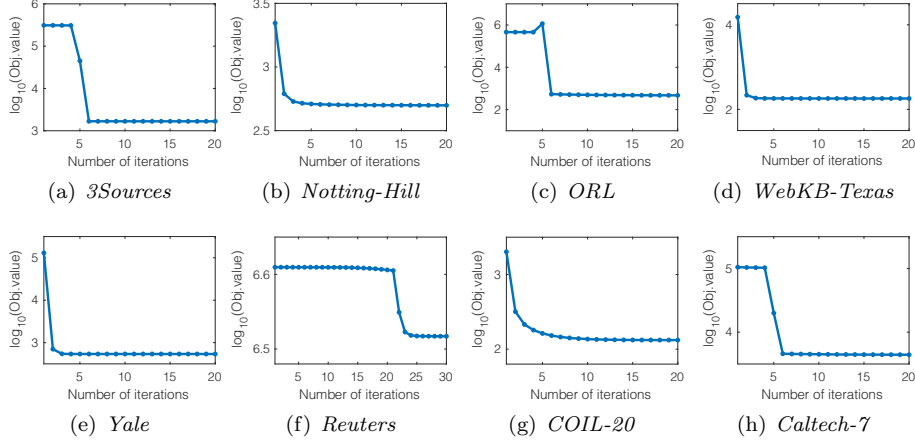 log10(Obj.value)
6
5
4
3
5 10 15 20
Number of iterations
(a) 3Sources
log10(Obj.value)
3.5
3
2.5
5 10 15 20
Number of iterations
(b) Notting-Hill
log10(Obj.value)
6
4
2
5 10 15 20
Number of iterations
(c) ORL
log10(Obj.value)
4
2
5 10 15 20
Number of iterations
(d) WebKB-Texas
log10(Obj.value)
5
4
3
5 10 15 20
Number of iterations
(e) Yale
log10(Obj.value)
6.6
6.5
5 10 15 20 25 30
Number of iterations
(f) Reuters
log10(Obj.value)
3
2
5 10 15 20
Number of iterations
(g) COIL-20
log10(Obj.value)
5
4
5 10 15 20
Number of iterations
(h) Caltech-7